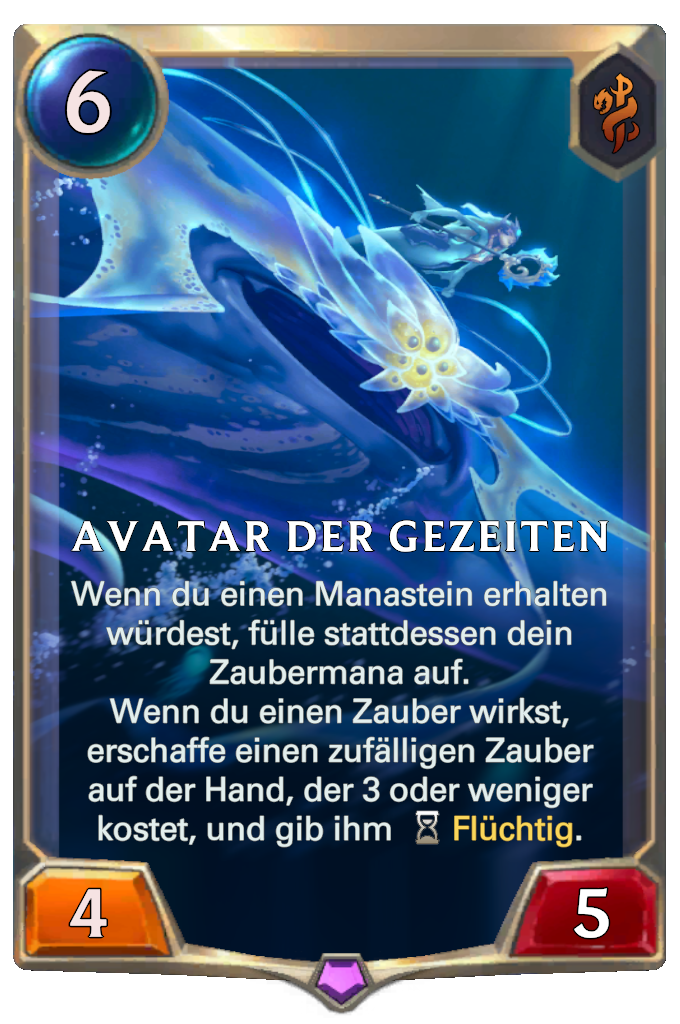 6
AVATAR DER GEZEITEN
Wenn du einen Manastein erhalten
würdest, fülle stattdessen dein
Zaubermana auf.
Wenn du einen Zauber wirkst,
erschaffe einen zufälligen Zauber
auf der Hand, der 3 oder weniger
kostet, und gib ihm Flüchtig.
4
5